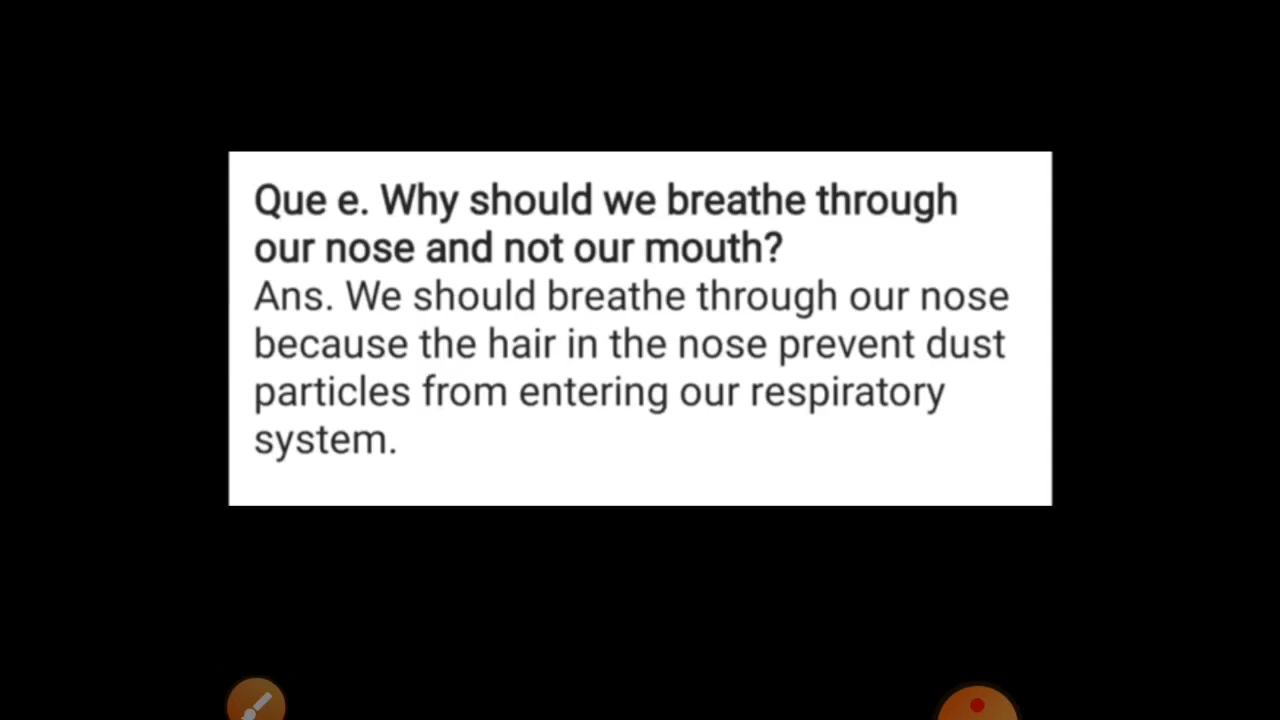 Que e. Why should we breathe through
our nose and not our mouth?
Ans. We should breathe through our nose
because the hair in the nose prevent dust
particles from entering our respiratory
system.